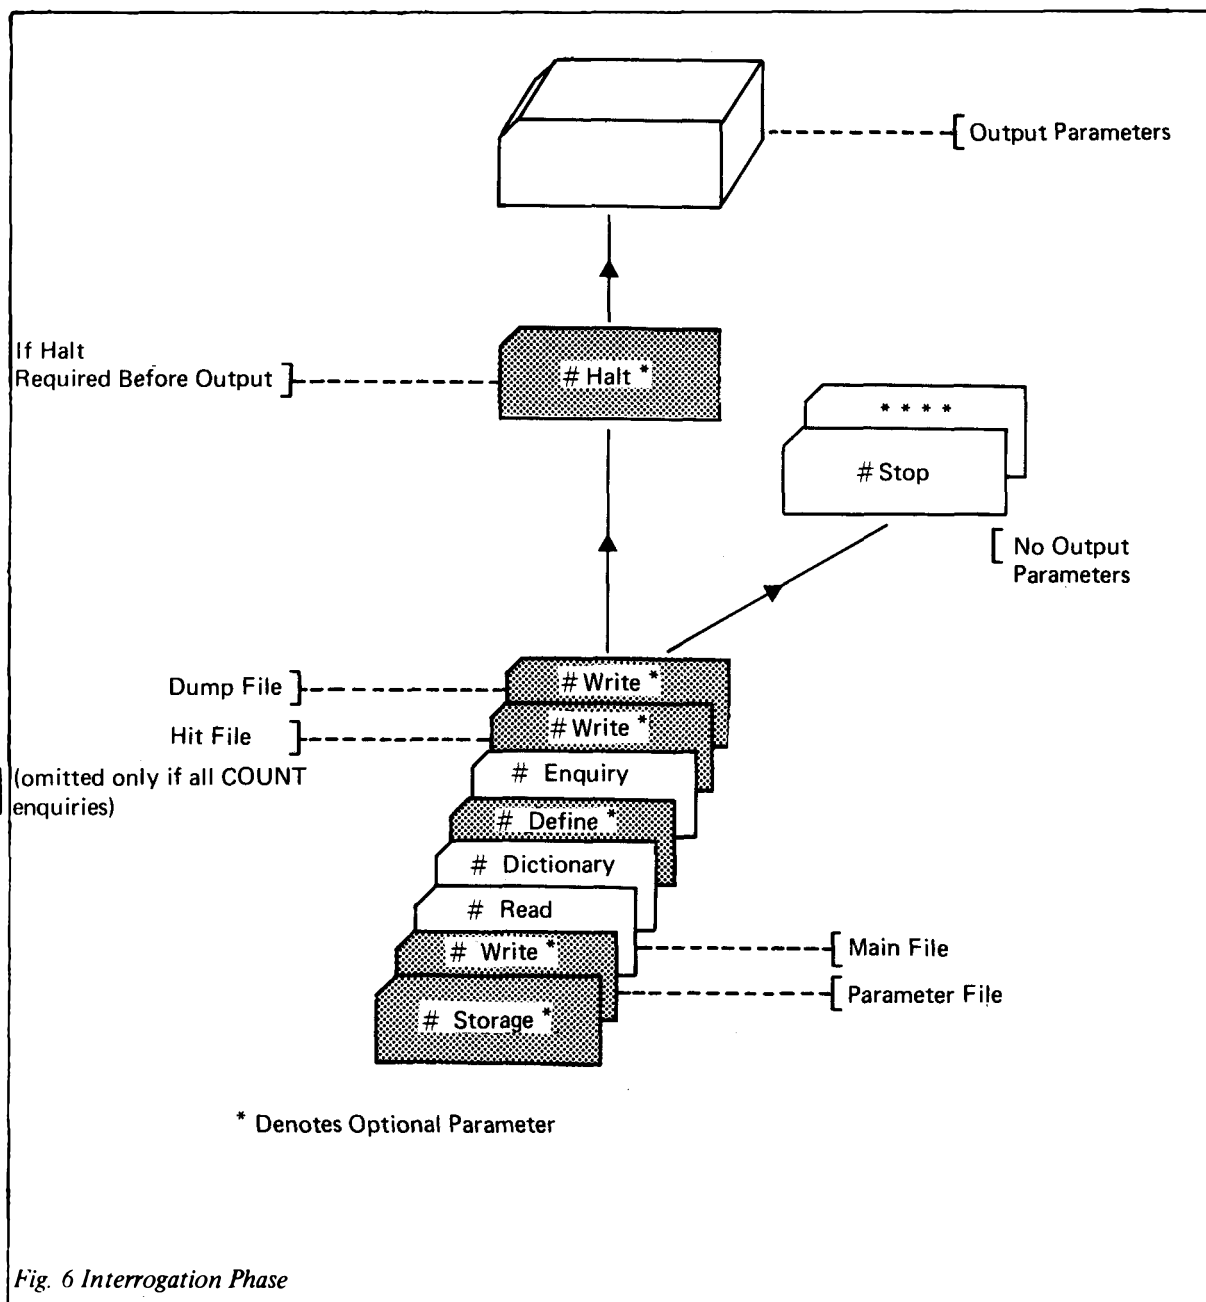 Output Parameters
If Halt
Required Before Output
# Halt *
* * * *
# Stop
No Output
Parameters
Dump File
# Write *
Hit File
# Write *
(omitted only if all COUNT
enquiries)
# Enquiry
# Define *
# Dictionary
# Read
# Write *
Main File
Parameter File
# Storage *
* Denotes Optional Parameter
Fig. 6 Interrogation Phase